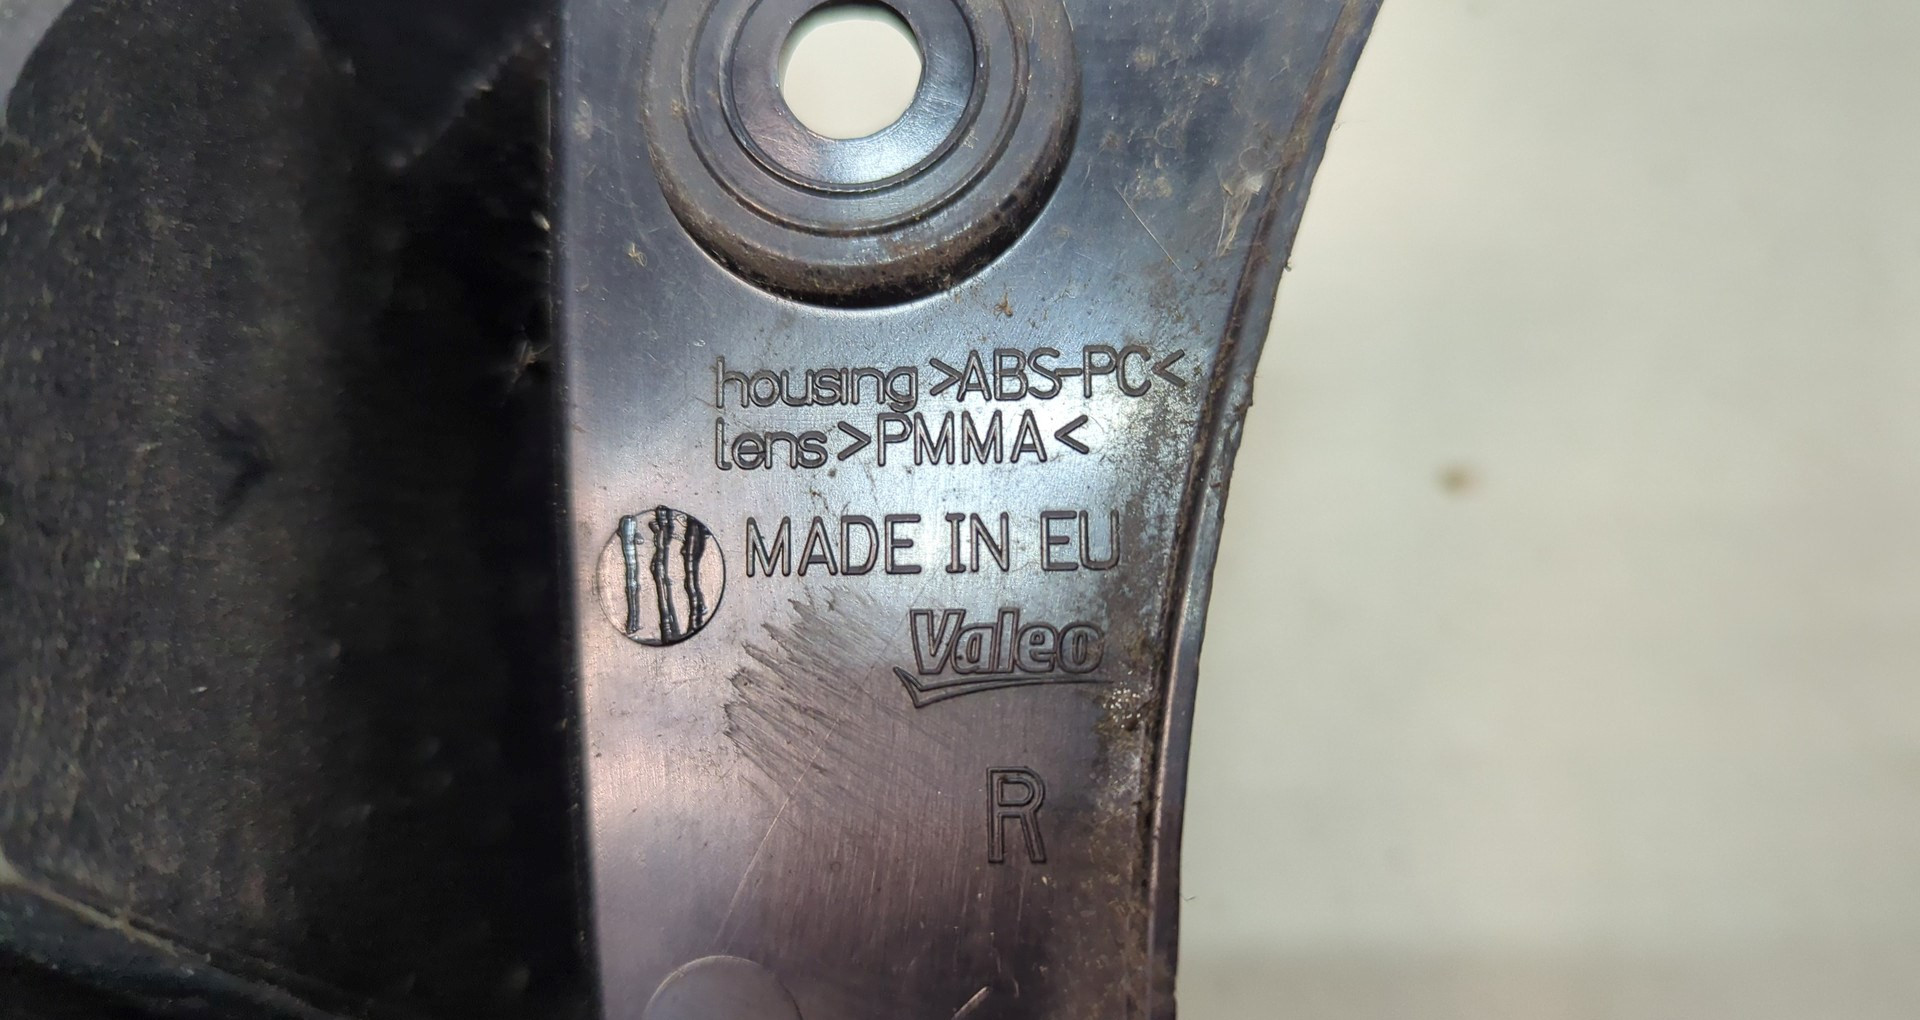 housing >ABS-PC<
lens >PMMA<
MADE IN EU
Valeo
R